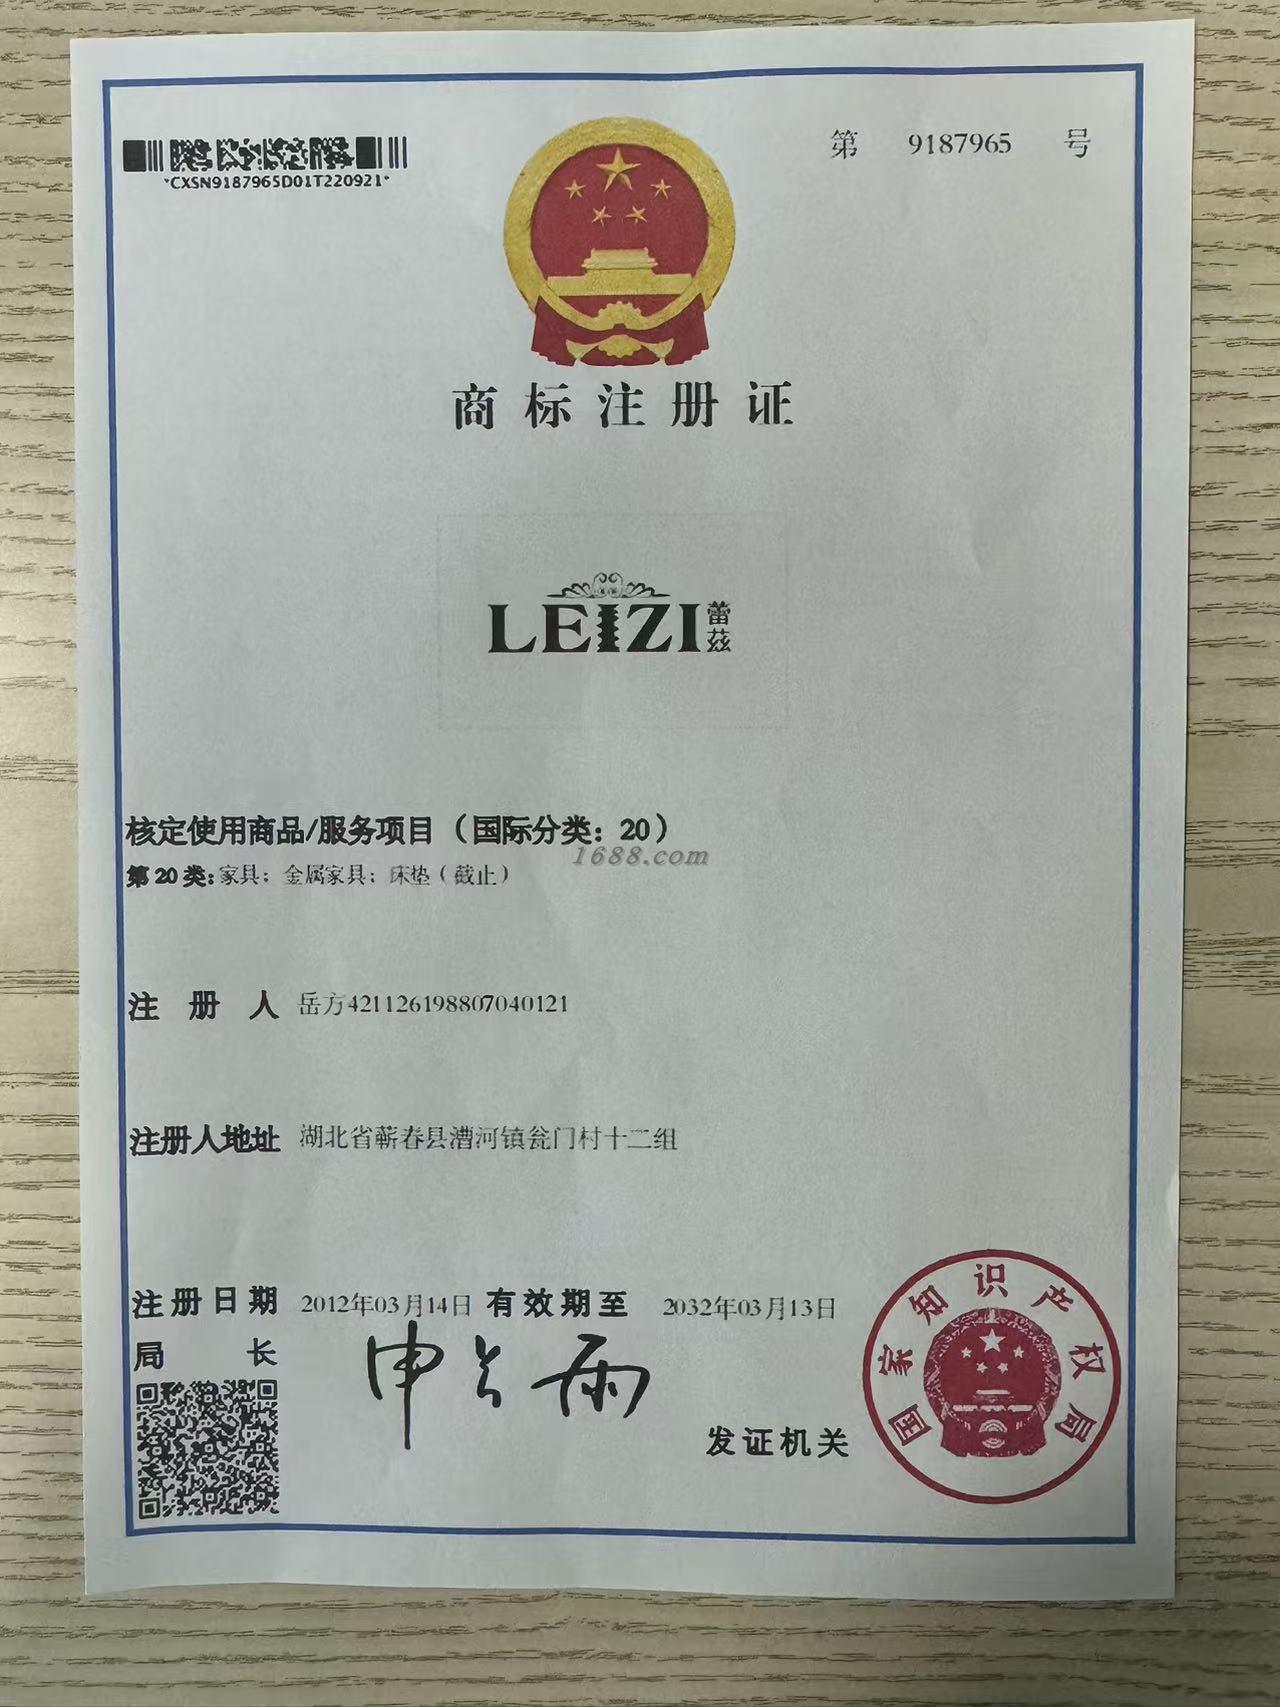 第 9187965 号
*CXSN9187965D01T220921*
商标注册证
LEIZI 蕾茲
核定使用商品/服务项目（国际分类：20）
1688.com
第20类:家具；金属家具；床垫（截止）
注册人 岳方421126198807040121
注册人地址 湖北省蕲春县漕河镇瓮门村十二组
注册日期 2012年03月14日 有效期至 2032年03月13日
局长 申长雨
发证机关
国家知识产权局